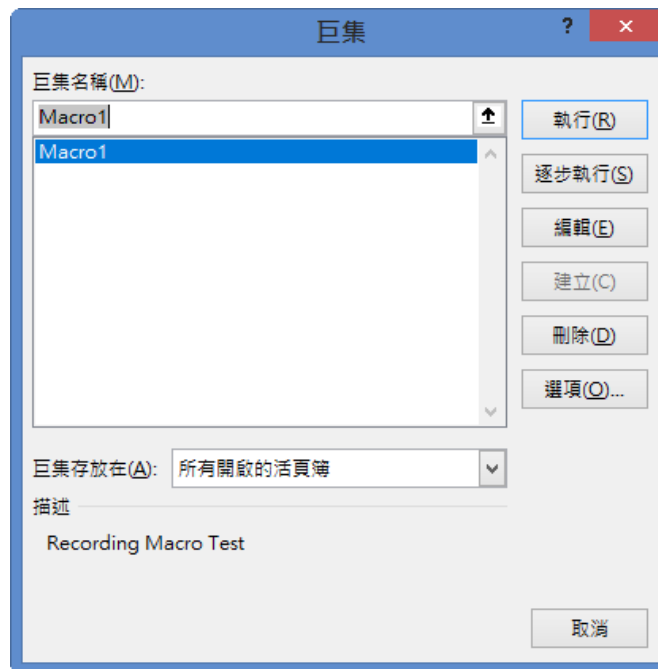 巨集
?
×
巨集名稱(M):
Macro1
執行(R)
Macro1
逐步執行(S)
編輯(E)
建立(C)
刪除(D)
選項(O)...
巨集存放在(A):
所有開啟的活頁簿
描述
Recording Macro Test
取消